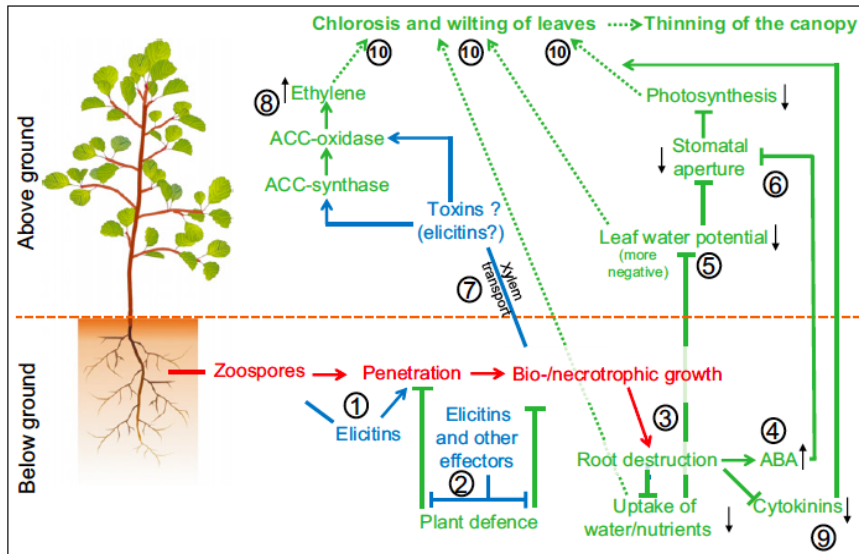 Chlorosis and wilting of leaves Thinning of the canopy
10 10 10
8 Ethylene
Photosynthesis
ACC-oxidase
Stomatal
aperture
6
ACC-synthase
Toxins ?
(elicitins?)
Leaf water potential
(more
negative)
5
7
Xylem
transport
Above ground
Below ground
Zoospores Penetration Bio-/necrotrophic growth
1
Elicitins
Elicitins
and other
effectors
2
Plant defence
3
Root destruction
4
ABA
Uptake of
water/nutrients
Cytokinins
9